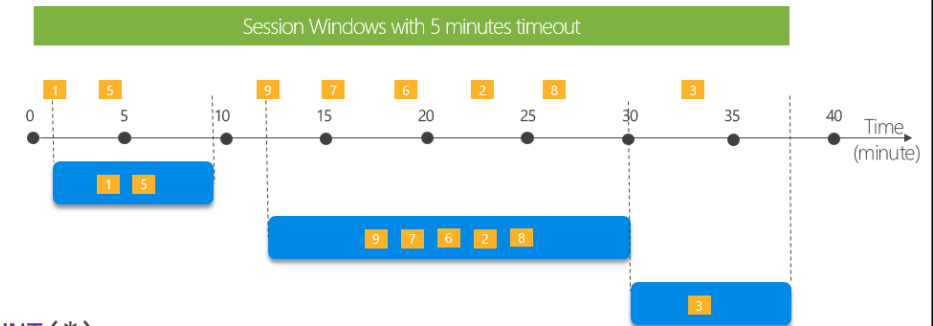 Session Windows with 5 minutes timeout
1 5 9 7 6 2 8 3
0 5 10 15 20 25 30 35 40 Time
(minute)
1 5
9 7 6 2 8
3
INT(*)